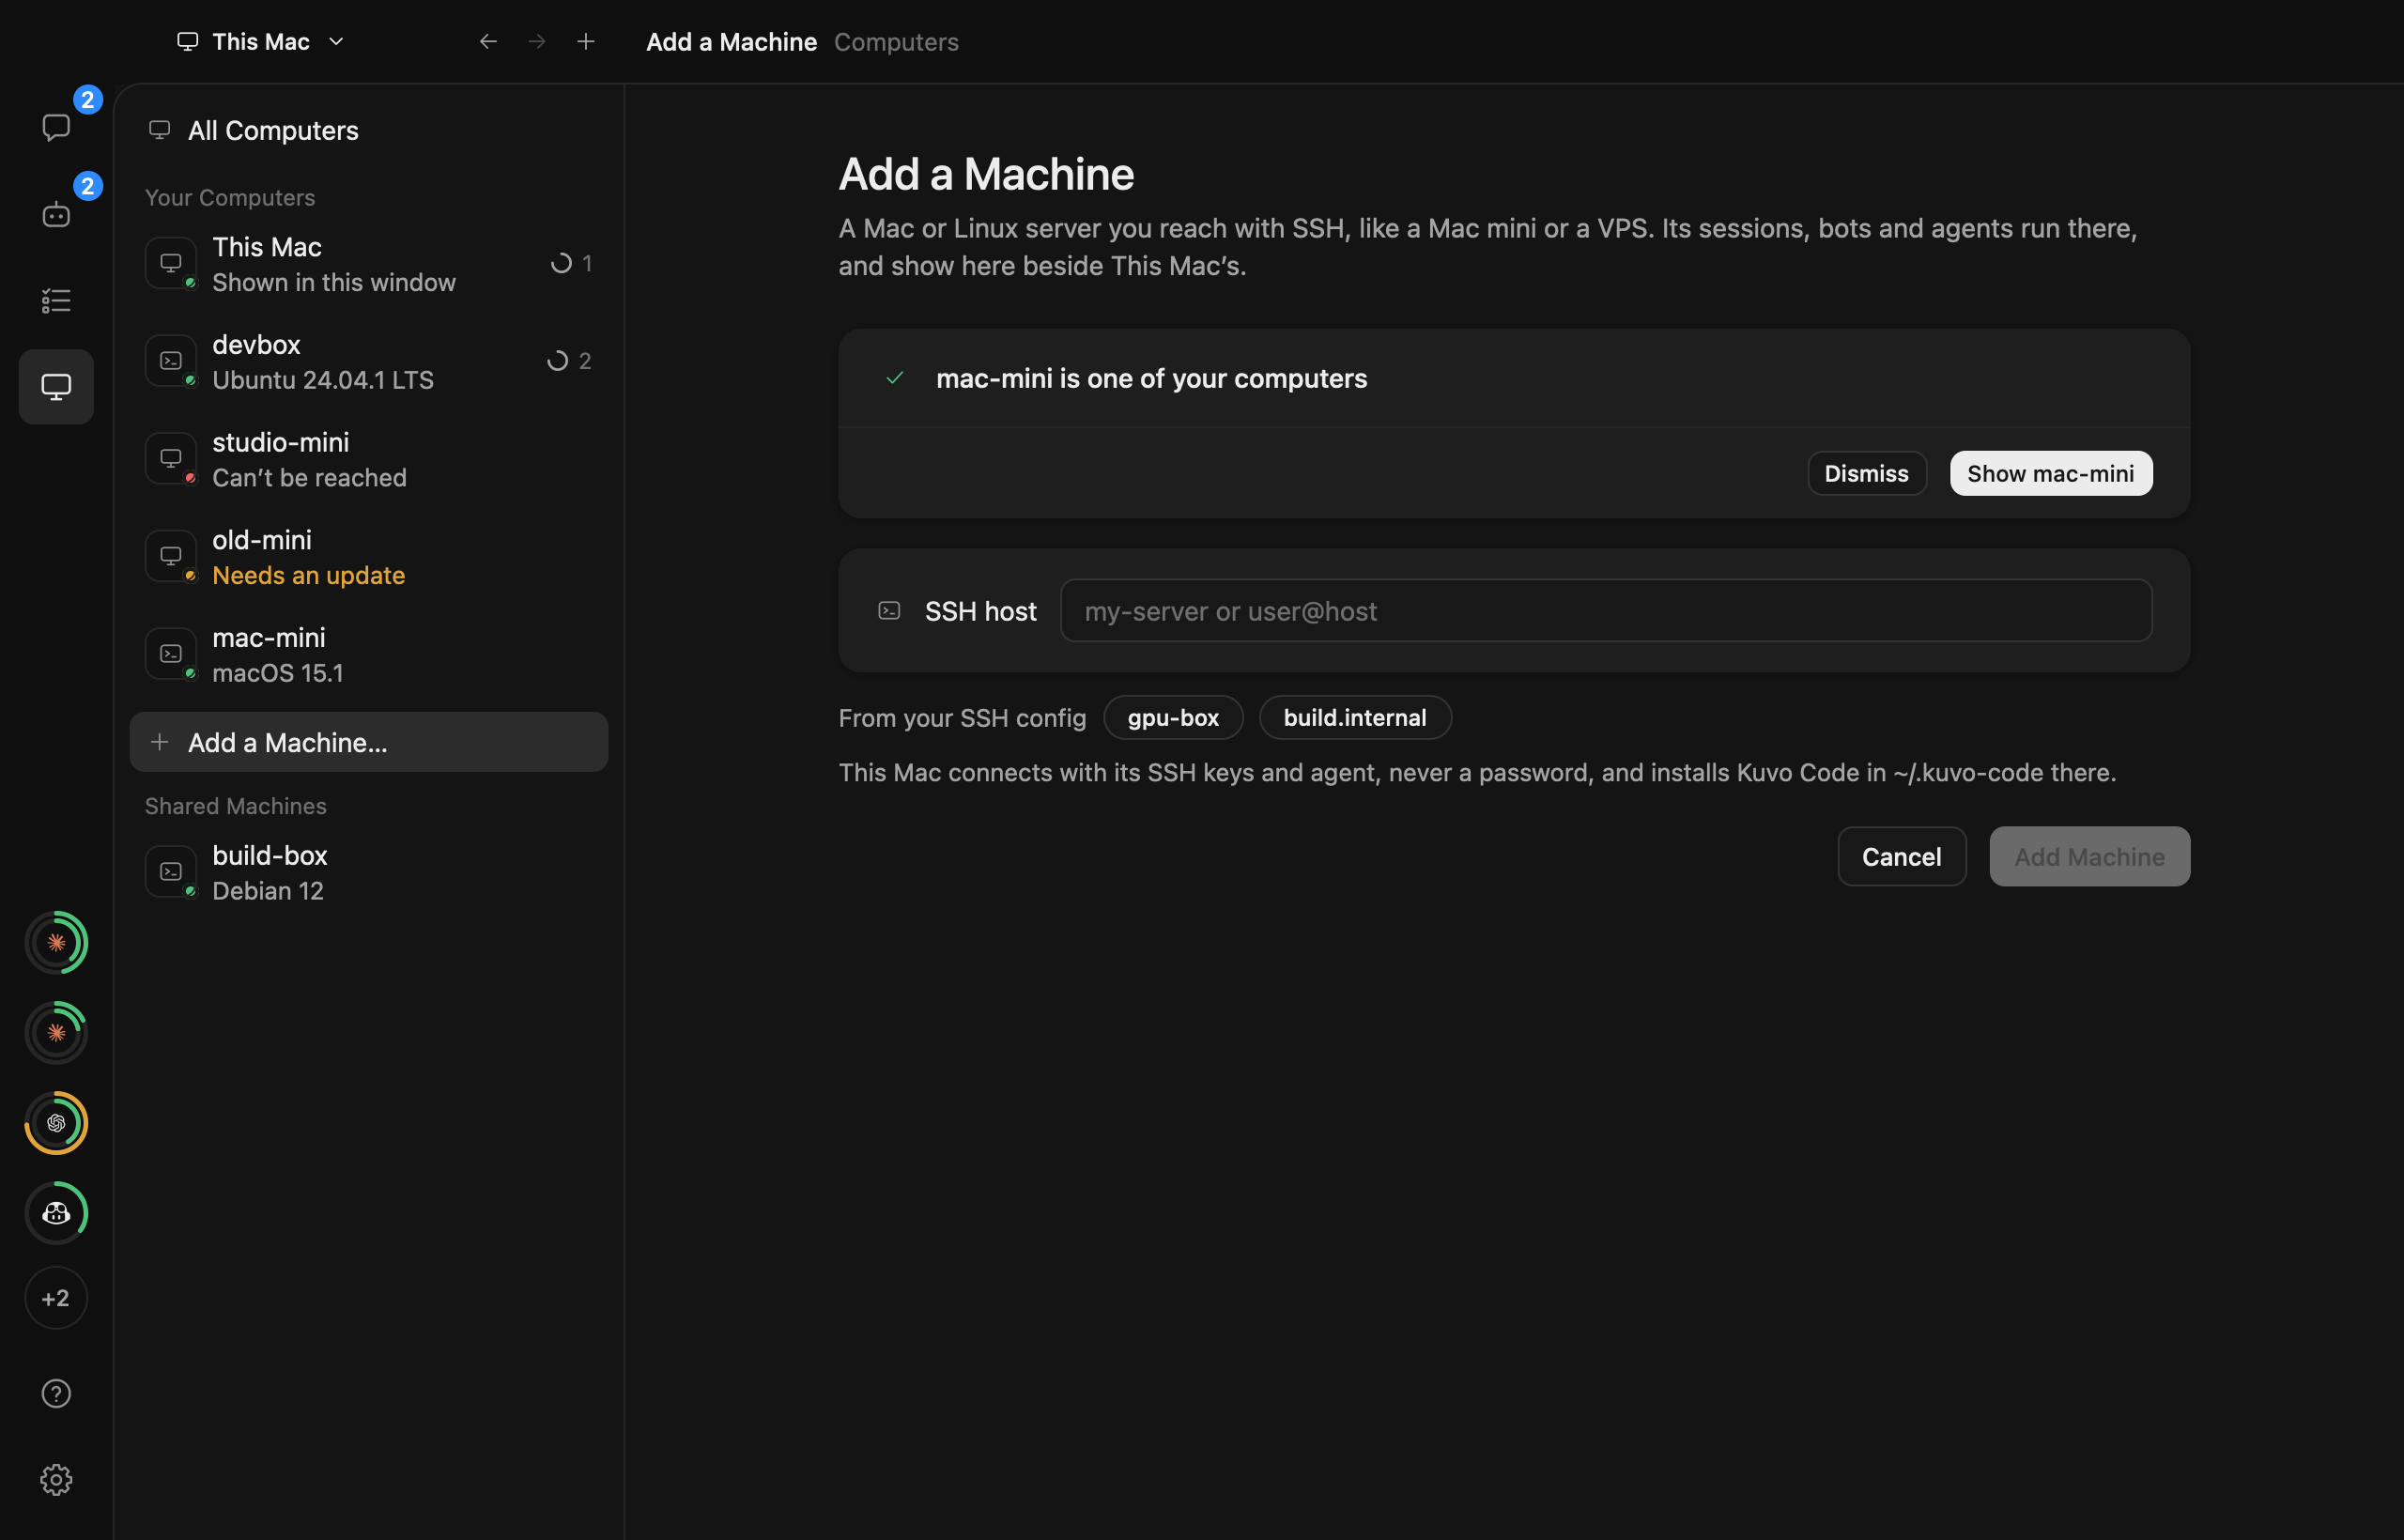 This Mac
Add a Machine Computers
2
2
All Computers
Your Computers
This Mac
Shown in this window
1
devbox
Ubuntu 24.04.1 LTS
2
studio-mini
Can’t be reached
old-mini
Needs an update
mac-mini
macOS 15.1
Add a Machine...
Shared Machines
build-box
Debian 12
+2
Add a Machine
A Mac or Linux server you reach with SSH, like a Mac mini or a VPS. Its sessions, bots and agents run there,
and show here beside This Mac’s.
mac-mini is one of your computers
Dismiss
Show mac-mini
SSH host
my-server or user@host
From your SSH config
gpu-box
build.internal
This Mac connects with its SSH keys and agent, never a password, and installs Kuvo Code in ~/.kuvo-code there.
Cancel
Add Machine